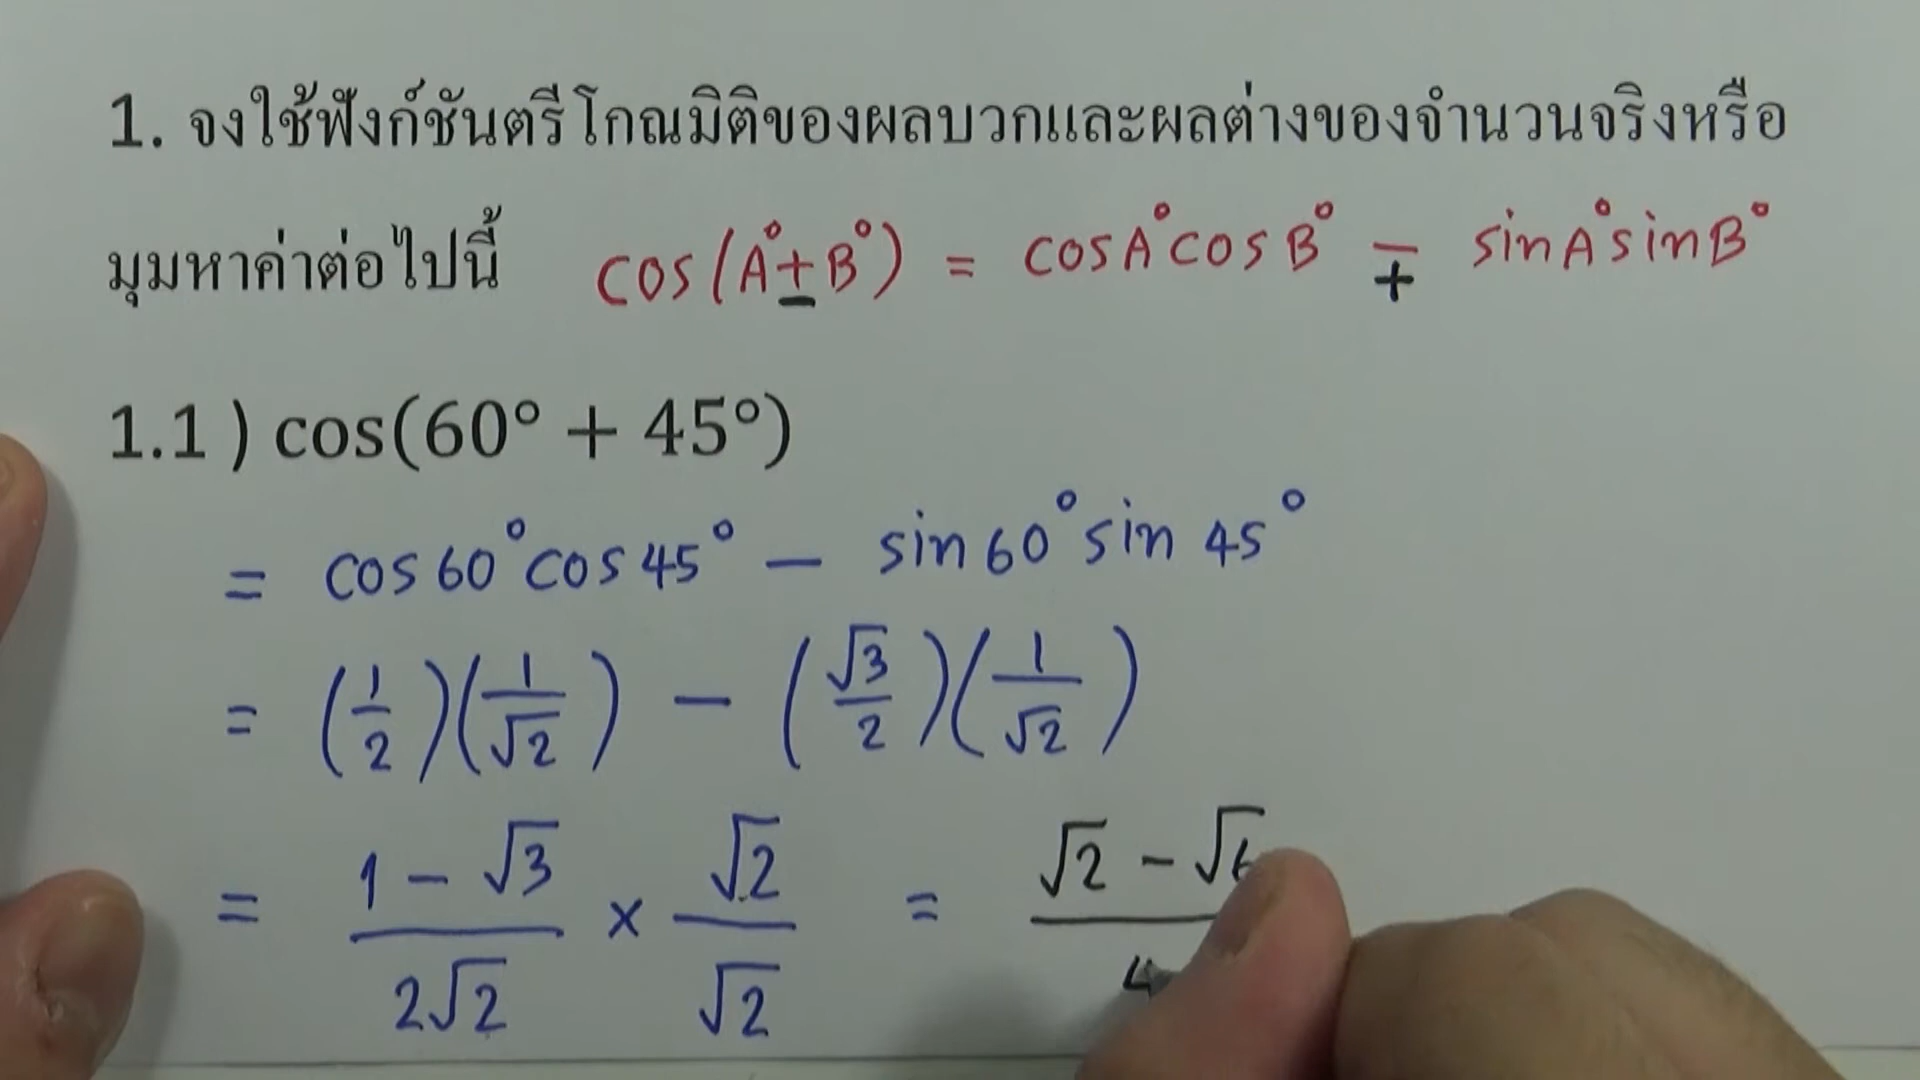 1. จงใช้ฟังก์ชันตรีโกณมิติของผลบวกและผลต่างของจำนวนจริงหรือ
มุมหาค่าต่อไปนี้ cos(A°±B°) = cosA°cosB° ∓ sinA°sinB°
1.1 ) cos(60° + 45°)
= cos60°cos45° − sin60°sin45°
= (1/2)(1/√2) − (√3/2)(1/√2)
= (1−√3)/(2√2) × √2/√2 = (√2−√6)/4